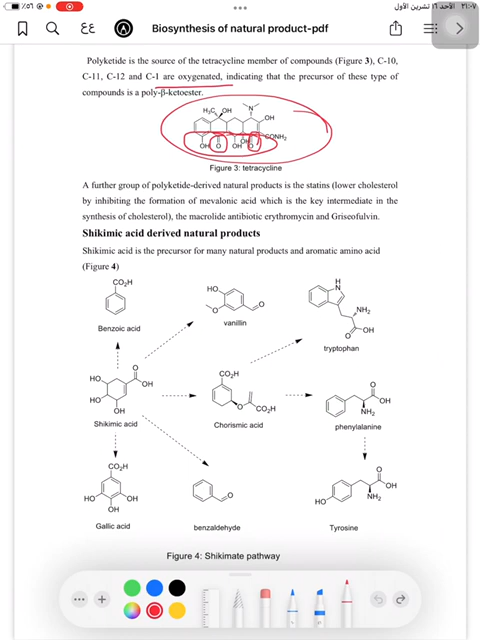 ٪٥٦ ٢١:٠٧ الأحد ١٦ تشرين الأول
٤٤ Biosynthesis of natural product-pdf
Polyketide is the source of the tetracycline member of compounds (Figure 3), C-10,
C-11, C-12 and C-1 are oxygenated, indicating that the precursor of these type of
compounds is a poly-β-ketoester.
H3C OH N OH
CONH2
OH O OH OH O
Figure 3: tetracycline
A further group of polyketide-derived natural products is the statins (lower cholesterol
by inhibiting the formation of mevalonic acid which is the key intermediate in the
synthesis of cholesterol), the macrolide antibiotic erythromycin and Griseofulvin.
Shikimic acid derived natural products
Shikimic acid is the precursor for many natural products and aromatic amino acid
(Figure 4)
CO2H
Benzoic acid
HO O O
vanillin
H N NH2 O OH
tryptophan
HO HO OH O OH
Shikimic acid
CO2H O CO2H
Chorismic acid
O OH NH2
phenylalanine
CO2H HO OH OH
Gallic acid
O
benzaldehyde
HO O OH NH2
Tyrosine
Figure 4: Shikimate pathway